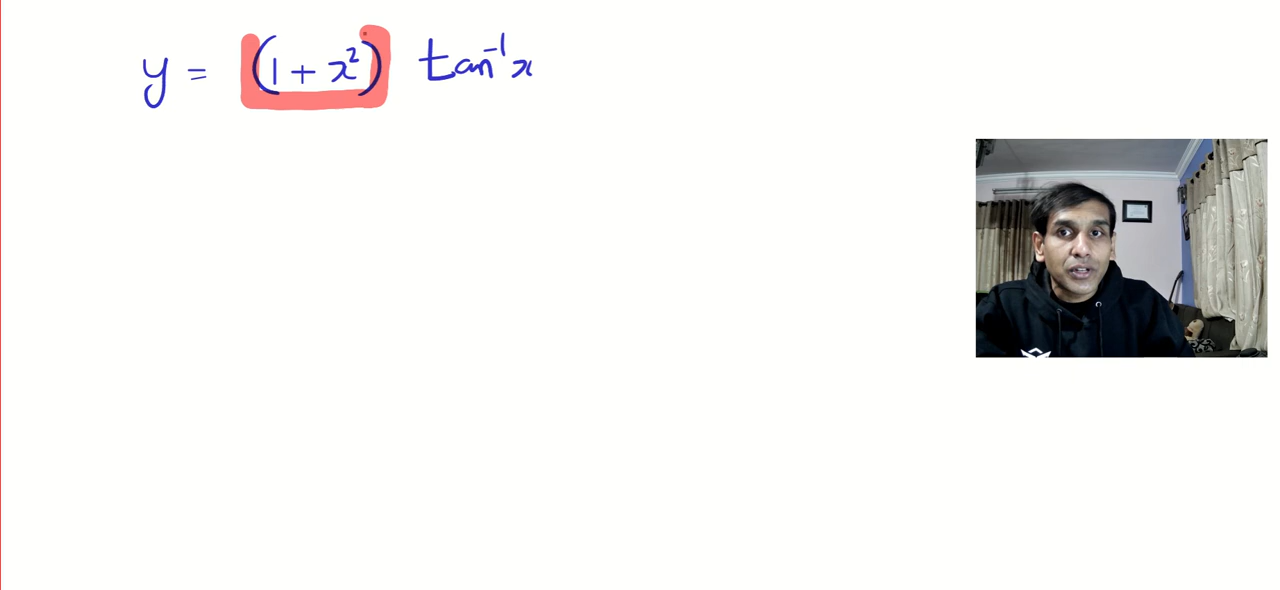 y = (1 + x²) tan⁻¹x